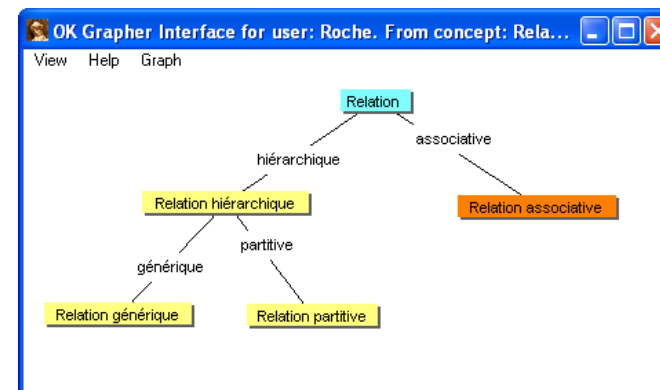 OK Grapher Interface for user: Roche. From concept: Rela...
View Help Graph
Relation
associative
hiérarchique
Relation hiérarchique
Relation associative
partitive
générique
Relation générique
Relation partitive